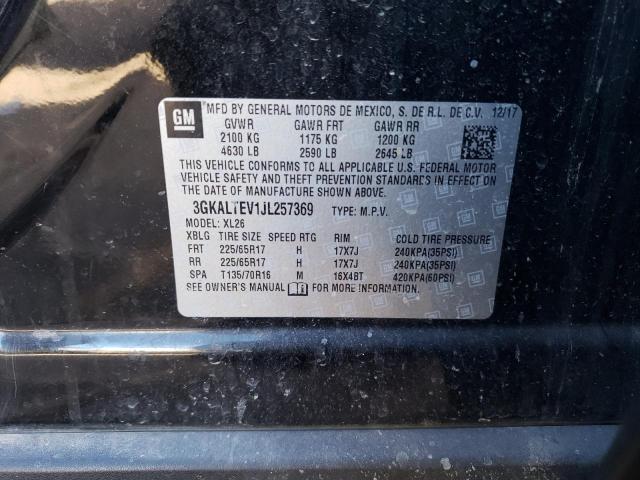 GM
MFD BY GENERAL MOTORS DE MEXICO, S. DE R.L. DE C.V. 12/17
GVWR GAWR FRT GAWR RR
2100 KG 1175 KG 1200 KG
4630 LB 2590 LB 2645 LB
THIS VEHICLE CONFORMS TO ALL APPLICABLE U.S. FEDERAL MOTOR
VEHICLE SAFETY AND THEFT PREVENTION STANDARDS IN EFFECT ON
THE DATE OF MANUFACTURE SHOWN ABOVE.
3GKALTEV1JL257369 TYPE: M.P.V.
MODEL: XL26
XBLG TIRE SIZE SPEED RTG RIM COLD TIRE PRESSURE
FRT 225/65R17 H 17X7J 240KPA(35PSI)
RR 225/65R17 H 17X7J 240KPA(35PSI)
SPA T135/70R16 M 16X4BT 420KPA(60PSI)
SEE OWNER'S MANUAL FOR MORE INFORMATION.